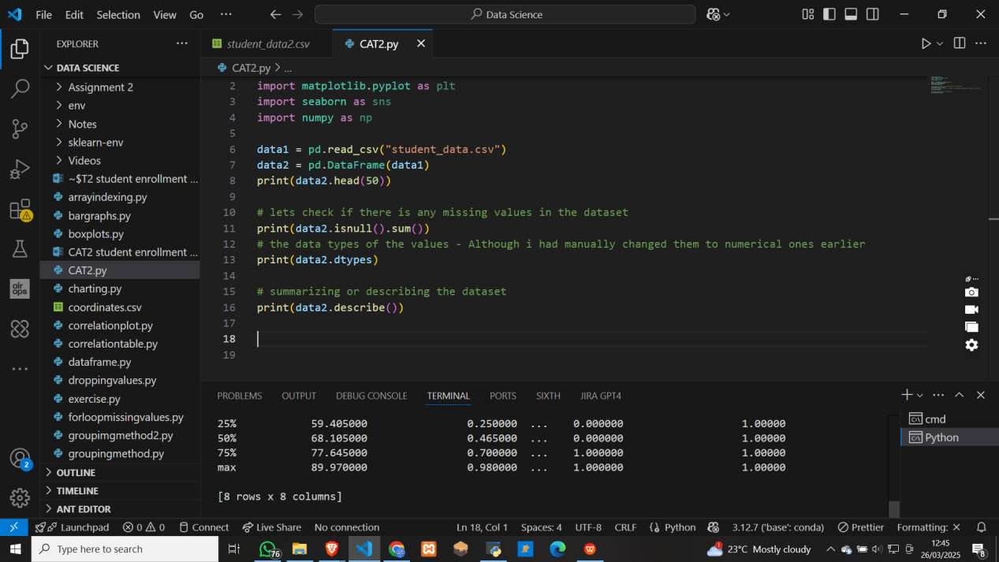 File Edit Selection View Go ··· Data Science
EXPLORER ···
DATA SCIENCE
Assignment 2
env
Notes
sklearn-env
Videos
~$T2 student enrollment ...
arrayindexing.py
bargraphs.py
boxplots.py
CAT2 student enrollment ...
CAT2.py
charting.py
coordinates.csv
correlationplot.py
correlationtable.py
dataframe.py
droppingvalues.py
exercise.py
forloopmissingvalues.py
groupimgmethod2.py
groupingmethod.py
OUTLINE
TIMELINE
ANT EDITOR
air ops
2
student_data2.csv CAT2.py
CAT2.py > ...
2 import matplotlib.pyplot as plt
3 import seaborn as sns
4 import numpy as np
5
6 data1 = pd.read_csv("student_data.csv")
7 data2 = pd.DataFrame(data1)
8 print(data2.head(50))
9
10 # lets check if there is any missing values in the dataset
11 print(data2.isnull().sum())
12 # the data types of the values - Although i had manually changed them to numerical ones earlier
13 print(data2.dtypes)
14
15 # summarizing or describing the dataset
16 print(data2.describe())
17
18
19
PROBLEMS OUTPUT DEBUG CONSOLE TERMINAL PORTS SIXTH JIRA GPT4
25% 59.405000 0.250000 ... 0.000000 1.00000
50% 68.105000 0.465000 ... 0.000000 1.00000
75% 77.645000 0.700000 ... 1.000000 1.00000
max 89.970000 0.980000 ... 1.000000 1.00000
[8 rows x 8 columns]
cmd
Python
Launchpad 0 0 Connect Live Share No connection Ln 18, Col 1 Spaces: 4 UTF-8 CRLF Python 3.12.7 ('base': conda) Prettier Formatting: ×
Type here to search 76 23°C Mostly cloudy 12:45
26/03/2025 8